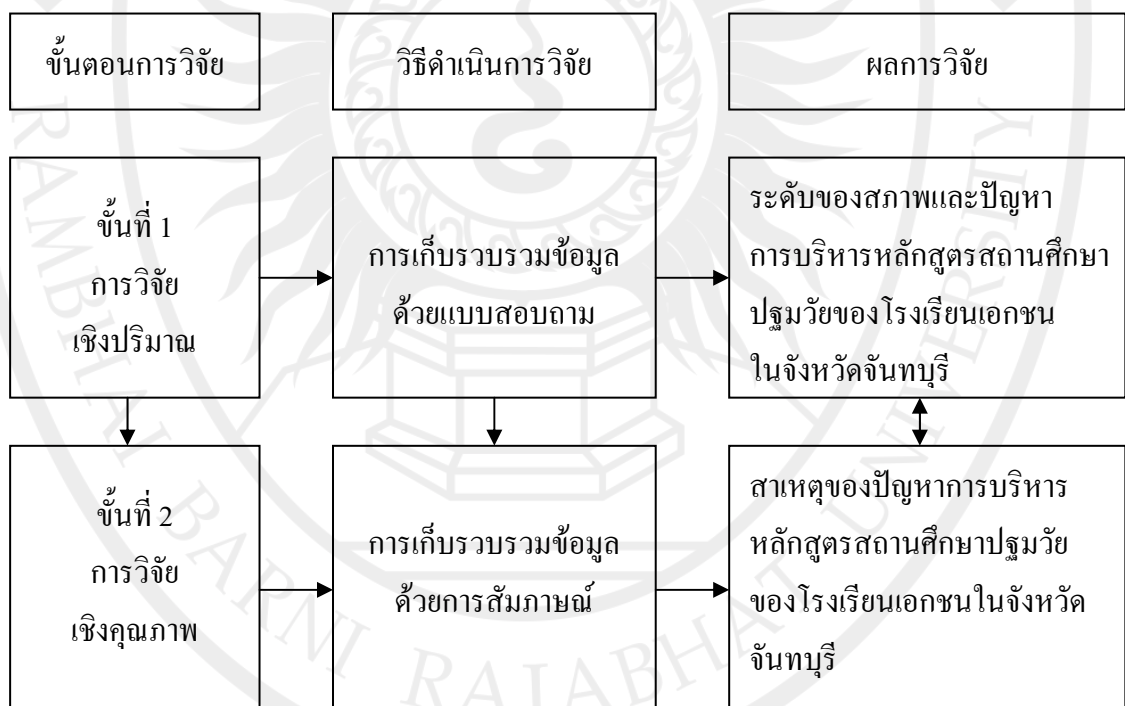 ขั้นตอนการวิจัย
วิธีดำเนินการวิจัย
ผลการวิจัย
ขั้นที่ 1
การวิจัย
เชิงปริมาณ
การเก็บรวบรวมข้อมูล
ด้วยแบบสอบถาม
ระดับของสภาพและปัญหา
การบริหารหลักสูตรสถานศึกษา
ปฐมวัยของโรงเรียนเอกชน
ในจังหวัดจันทบุรี
ขั้นที่ 2
การวิจัย
เชิงคุณภาพ
การเก็บรวบรวมข้อมูล
ด้วยการสัมภาษณ์
สาเหตุของปัญหาการบริหาร
หลักสูตรสถานศึกษาปฐมวัย
ของโรงเรียนเอกชนในจังหวัด
จันทบุรี
RAMBHAI BARNI RAJABHAT UNIVERSITY